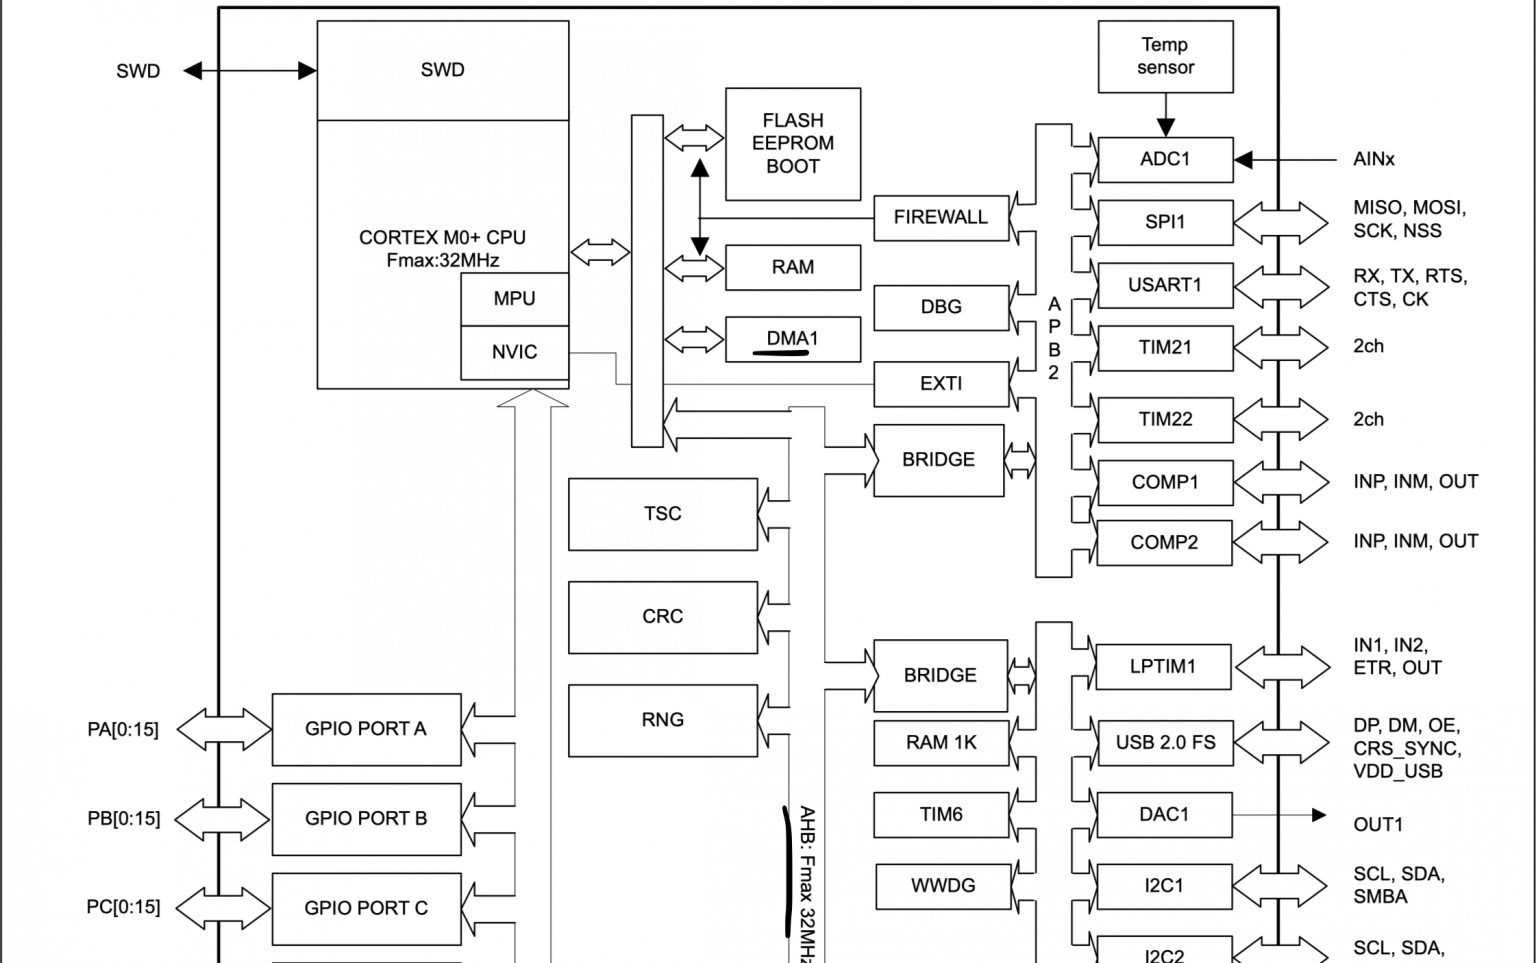 SWD
SWD
Temp
sensor
FLASH
EEPROM
BOOT
ADC1
AINx
CORTEX M0+ CPU
Fmax:32MHz
FIREWALL
SPI1
MISO, MOSI,
SCK, NSS
MPU
RAM
DBG
USART1
RX, TX, RTS,
CTS, CK
NVIC
DMA1
APB2
TIM21
2ch
EXTI
TIM22
2ch
BRIDGE
COMP1
INP, INM, OUT
TSC
COMP2
INP, INM, OUT
CRC
BRIDGE
LPTIM1
IN1, IN2,
ETR, OUT
RNG
PA[0:15]
GPIO PORT A
RAM 1K
USB 2.0 FS
DP, DM, OE,
CRS_SYNC,
VDD_USB
PB[0:15]
GPIO PORT B
AHB: Fmax 32MHz
TIM6
DAC1
OUT1
PC[0:15]
GPIO PORT C
WWDG
I2C1
SCL, SDA,
SMBA
I2C2
SCL, SDA,